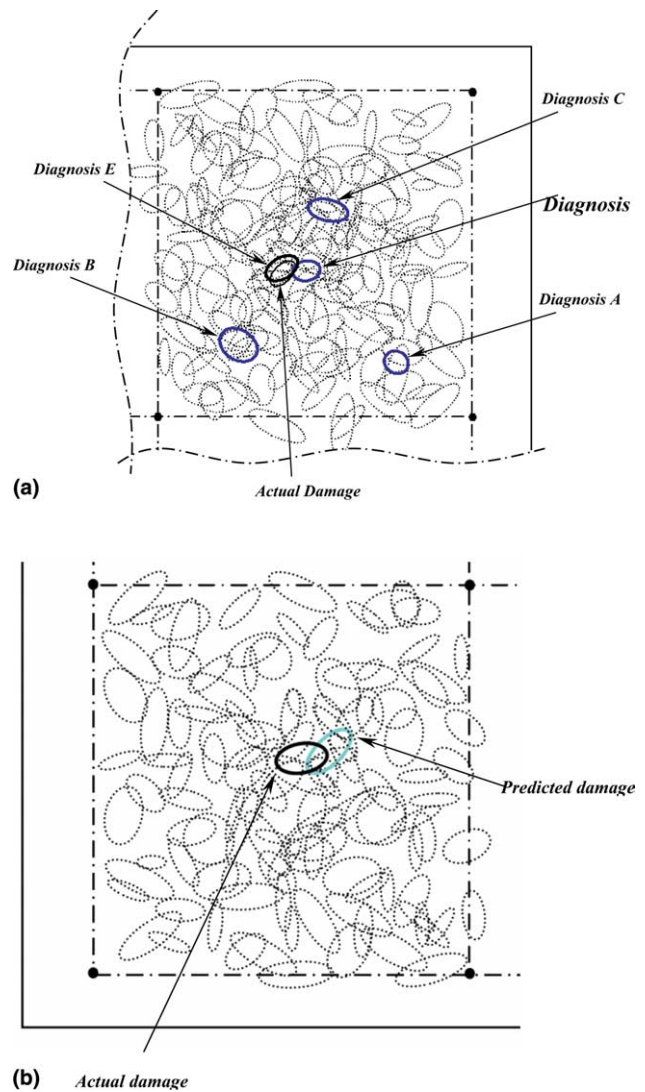 Diagnosis C
Diagnosis E
Diagnosis
Diagnosis B
Diagnosis A
(a)
Actual Damage
Predicted damage
(b)
Actual damage